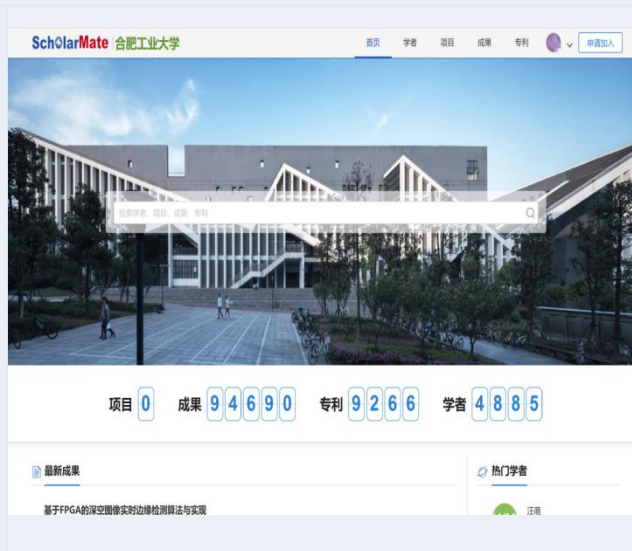 ScholarMate 合肥工业大学
首页 学者 项目 成果 专利 申请加入
检索学者、项目、成果、专利
项目 0 成果 94690 专利 9266 学者 4885
最新成果 热门学者
基于FPGA的深空图像实时边缘检测算法与实现
汪萌